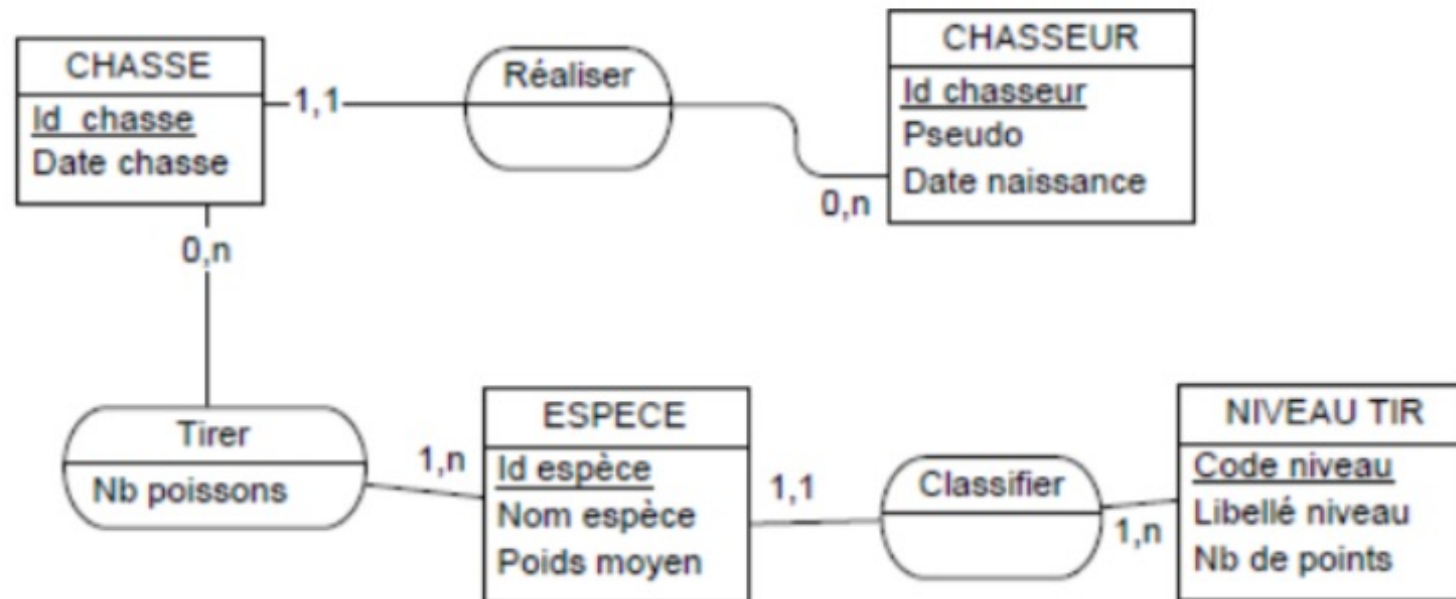 CHASSE
Id chasse
Date chasse
1,1
Réaliser
CHASSEUR
Id chasseur
Pseudo
Date naissance
0,n
0,n
Tirer
Nb poissons
1,n
ESPECE
Id espèce
Nom espèce
Poids moyen
1,1
Classifier
1,n
NIVEAU TIR
Code niveau
Libellé niveau
Nb de points